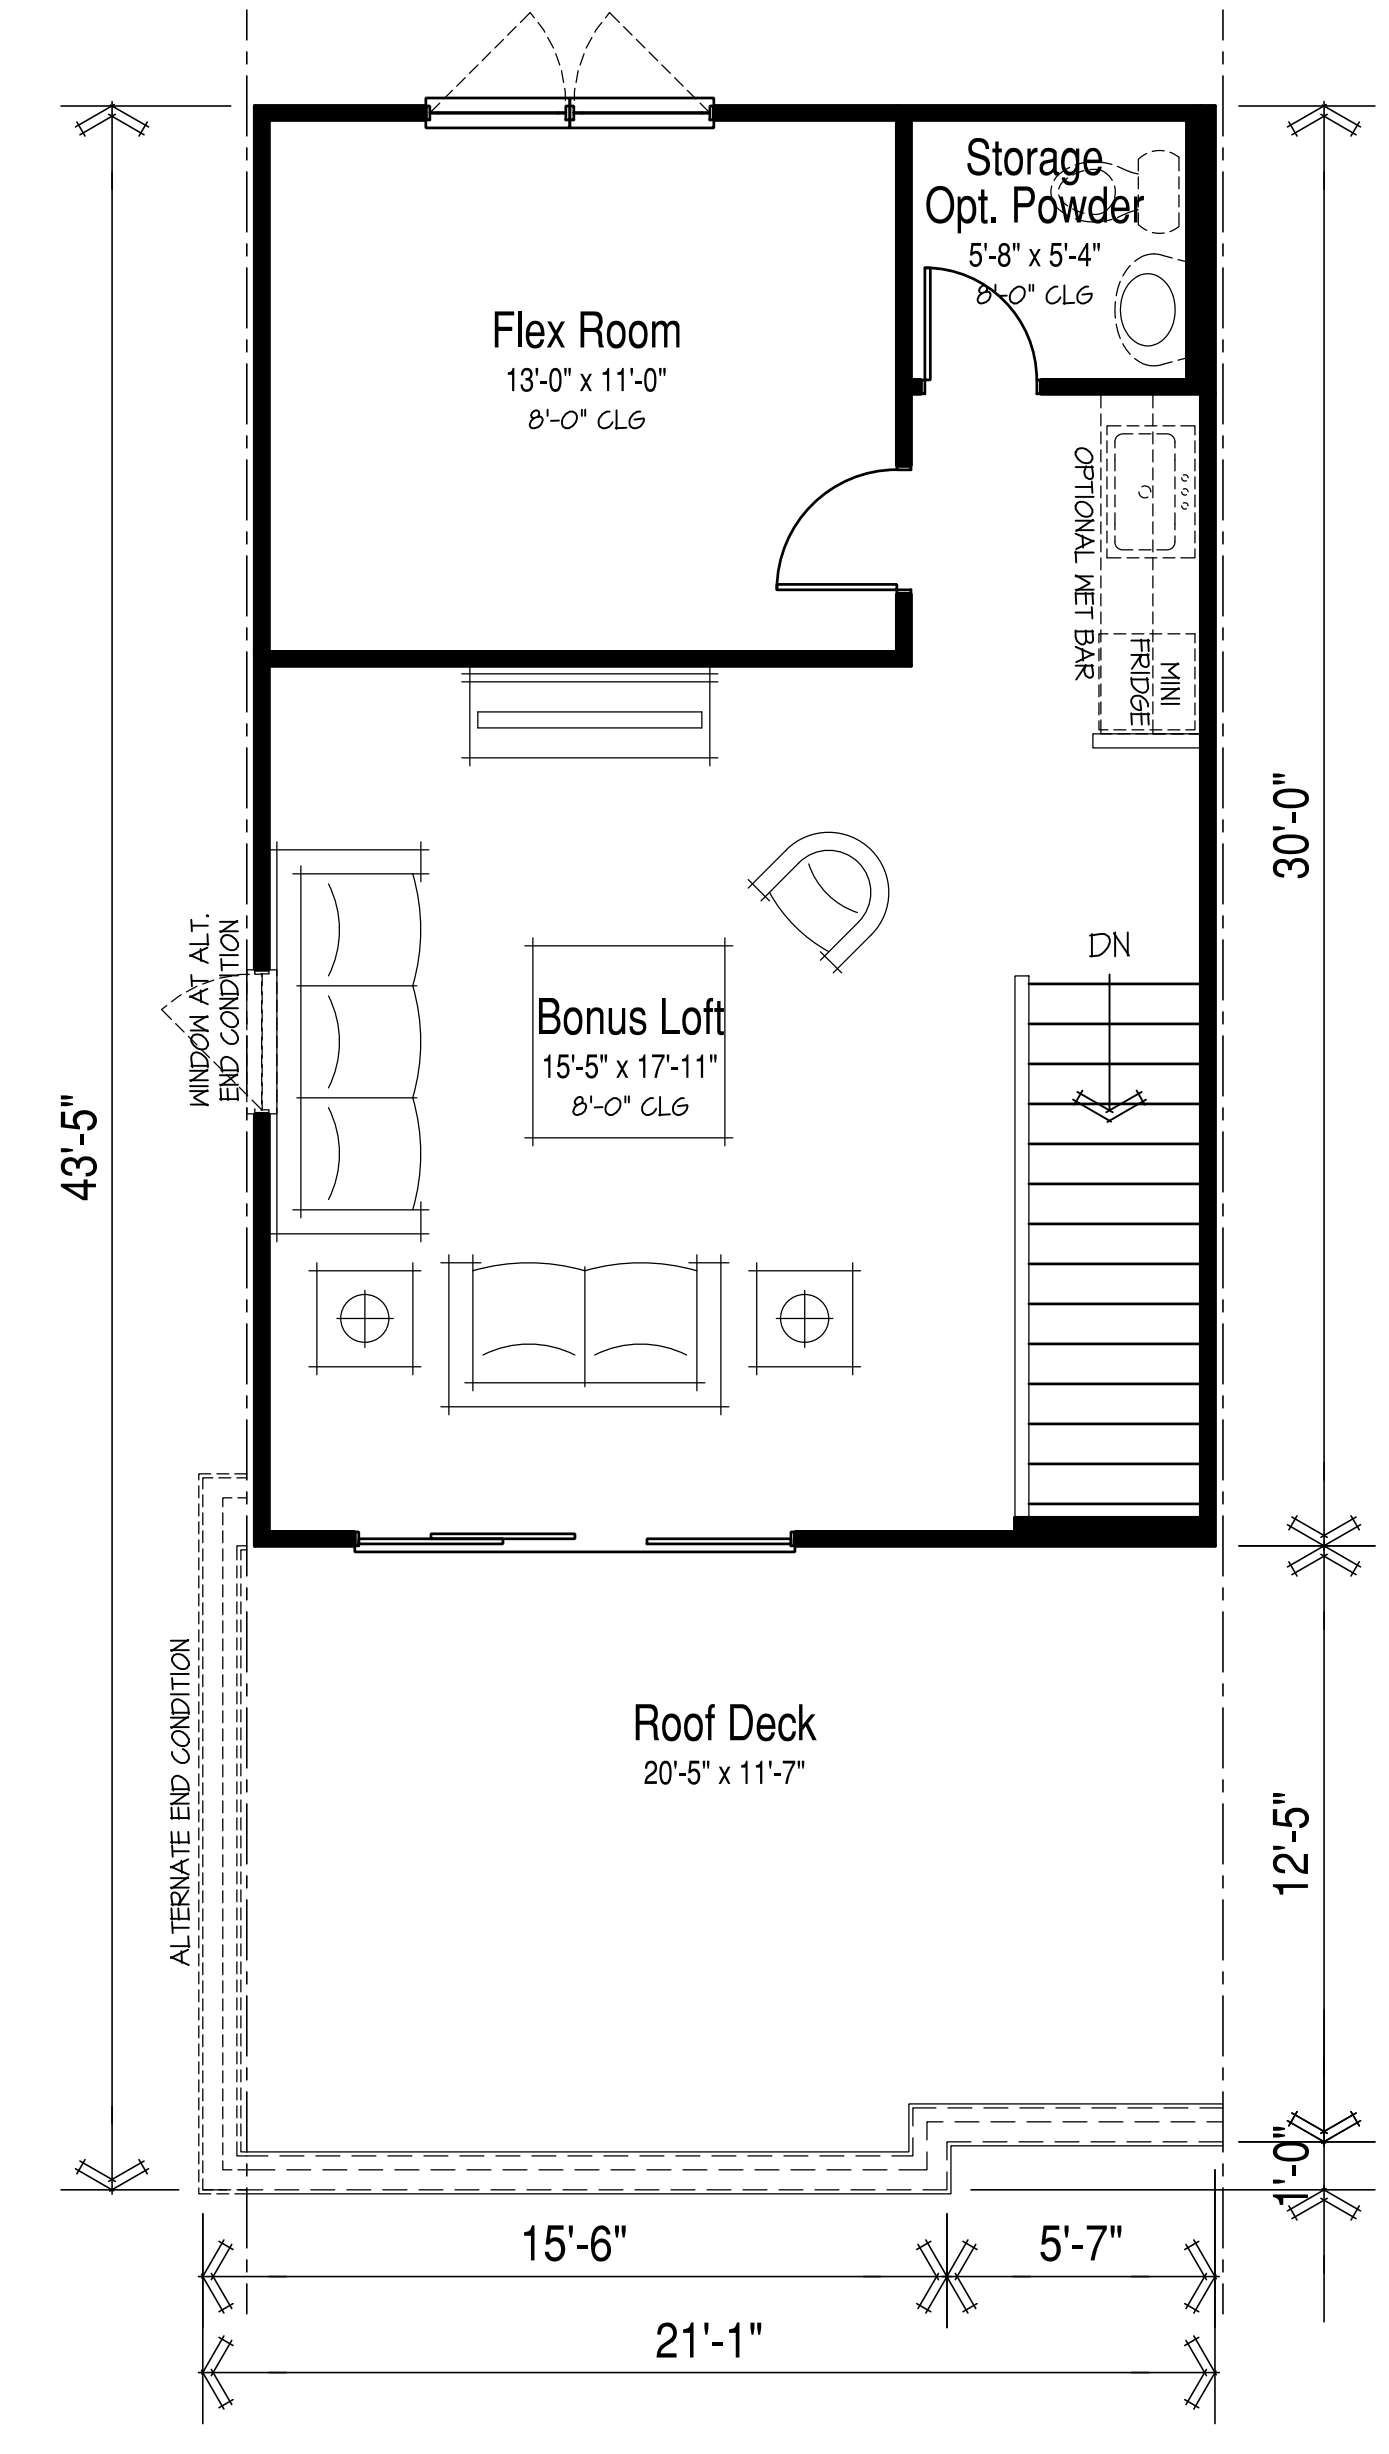 Storage
Opt. Powder
5'-8" x 5'-4"
8'-0" CLG
Flex Room
13'-0" x 11'-0"
8'-0" CLG
OPTIONAL WET BAR
MINI
FRIDGE
30'-0"
WINDOW AT ALT.
END CONDITION
DN
Bonus Loft
15'-5" x 17'-11"
8'-0" CLG
43'-5"
ALTERNATE END CONDITION
Roof Deck
20'-5" x 11'-7"
12'-5"
1'-0"
15'-6"
5'-7"
21'-1"